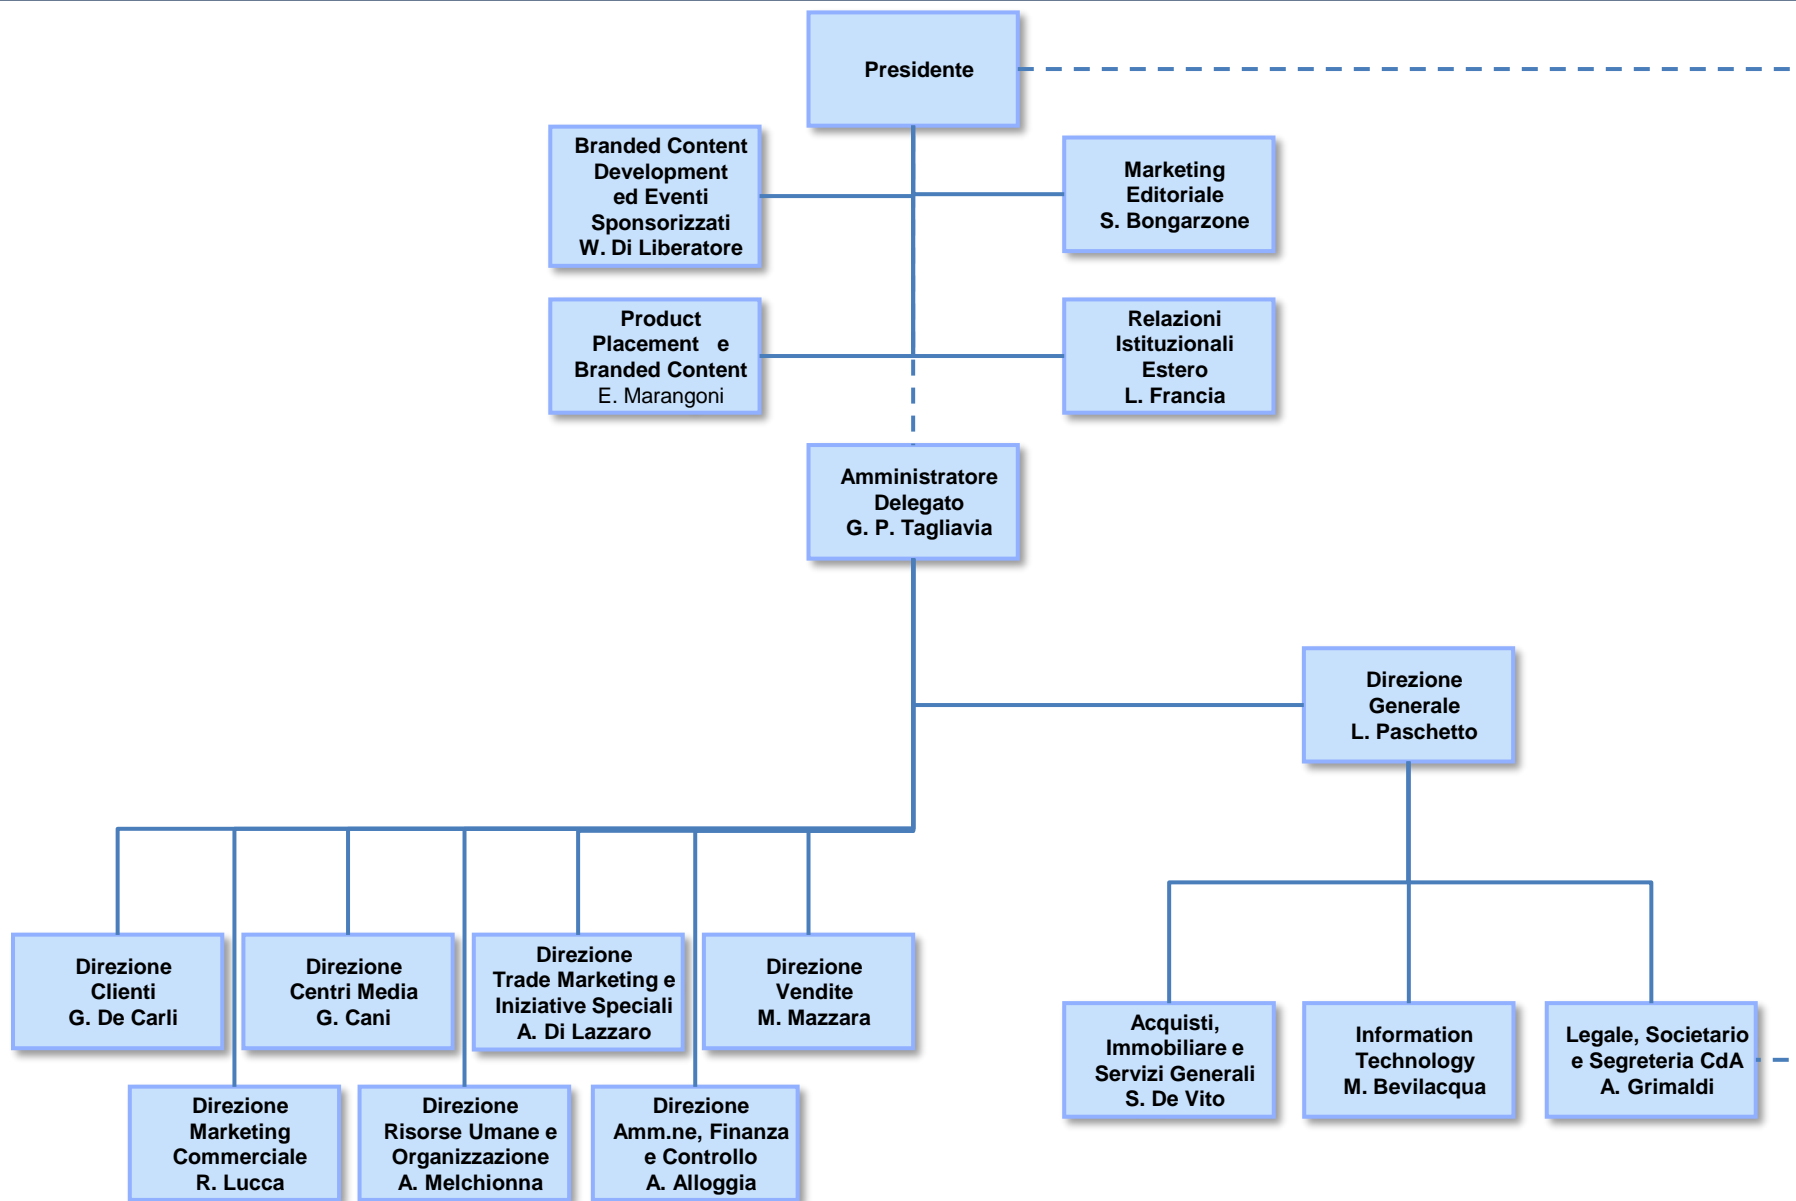 Presidente
Branded Content
Development
ed Eventi
Sponsorizzati
W. Di Liberatore
Marketing
Editoriale
S. Bongarzone
Product
Placement e
Branded Content
E. Marangoni
Relazioni
Istituzionali
Estero
L. Francia
Amministratore
Delegato
G. P. Tagliavia
Direzione
Generale
L. Paschetto
Direzione
Clienti
G. De Carli
Direzione
Centri Media
G. Cani
Direzione
Trade Marketing e
Iniziative Speciali
A. Di Lazzaro
Direzione
Vendite
M. Mazzara
Direzione
Marketing
Commerciale
R. Lucca
Direzione
Risorse Umane e
Organizzazione
A. Melchionna
Direzione
Amm.ne, Finanza
e Controllo
A. Alloggia
Acquisti,
Immobiliare e
Servizi Generali
S. De Vito
Information
Technology
M. Bevilacqua
Legale, Societario
e Segreteria CdA
A. Grimaldi